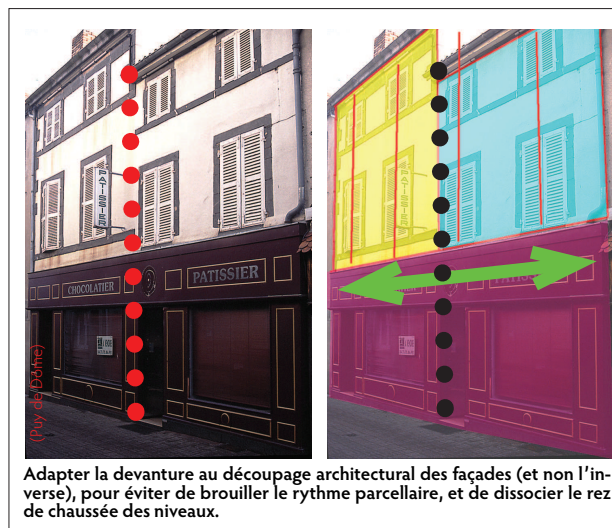 PATISSIER
CHOCOLATIER
PATISSIER
(Puy de Dôme)
PATISSIER
Adapter la devanture au découpage architectural des façades (et non l'in-
verse), pour éviter de brouiller le rythme parcellaire, et de dissocier le rez
de chaussée des niveaux.